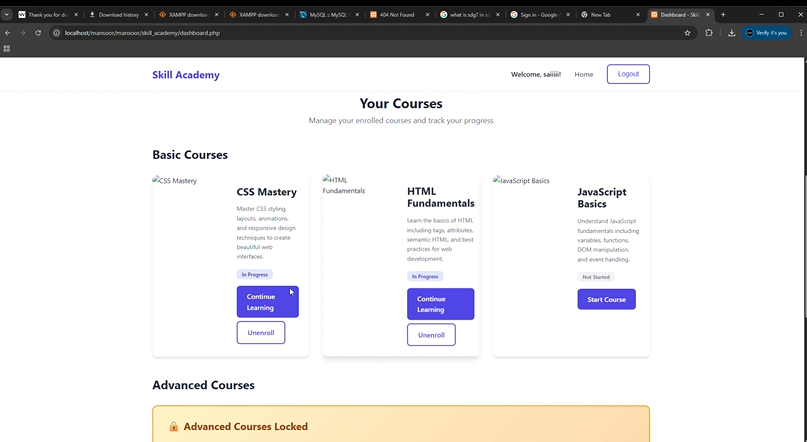 Thank you for d
Download history
XAMPP download
XAMPP download
MySQL :: MySQL
404 Not Found
what is sdg? in s
Sign in - Google
New Tab
Dashboard - Skil
localhost/mansoor/mansoor/skill_academy/dashboard.php
Verify it's you
Skill Academy
Welcome, saiiiii!
Home
Logout
Your Courses
Manage your enrolled courses and track your progress
Basic Courses
CSS Mastery
CSS Mastery
Master CSS styling,
layouts, animations,
and responsive design
techniques to create
beautiful web
interfaces.
In Progress
Continue
Learning
Unenroll
HTML
Fundamentals
HTML
Fundamentals
Learn the basics of HTML
including tags, attributes,
semantic HTML, and best
practices for web
development.
In Progress
Continue
Learning
Unenroll
JavaScript Basics
JavaScript
Basics
Understand JavaScript
fundamentals including
variables, functions,
DOM manipulation,
and event handling.
Not Started
Start Course
Advanced Courses
Advanced Courses Locked